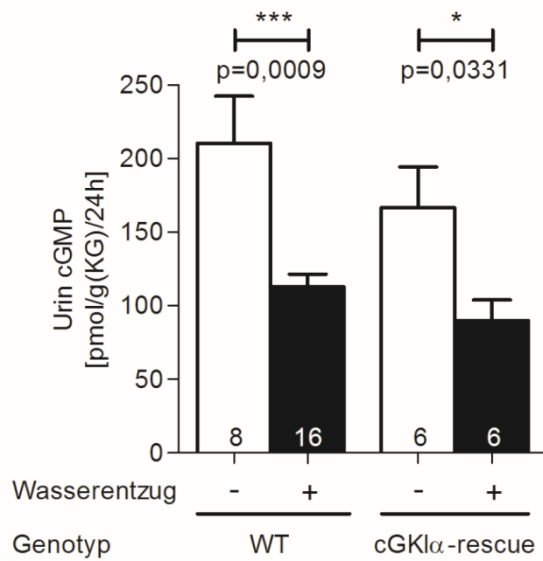 *** *
p=0,0009 p=0,0331
Urin cGMP
[pmol/g(KG)/24h]
250
200
150
100
50
0
8 16 6 6
Wasserentzug - + - +
Genotyp WT cGKIα-rescue